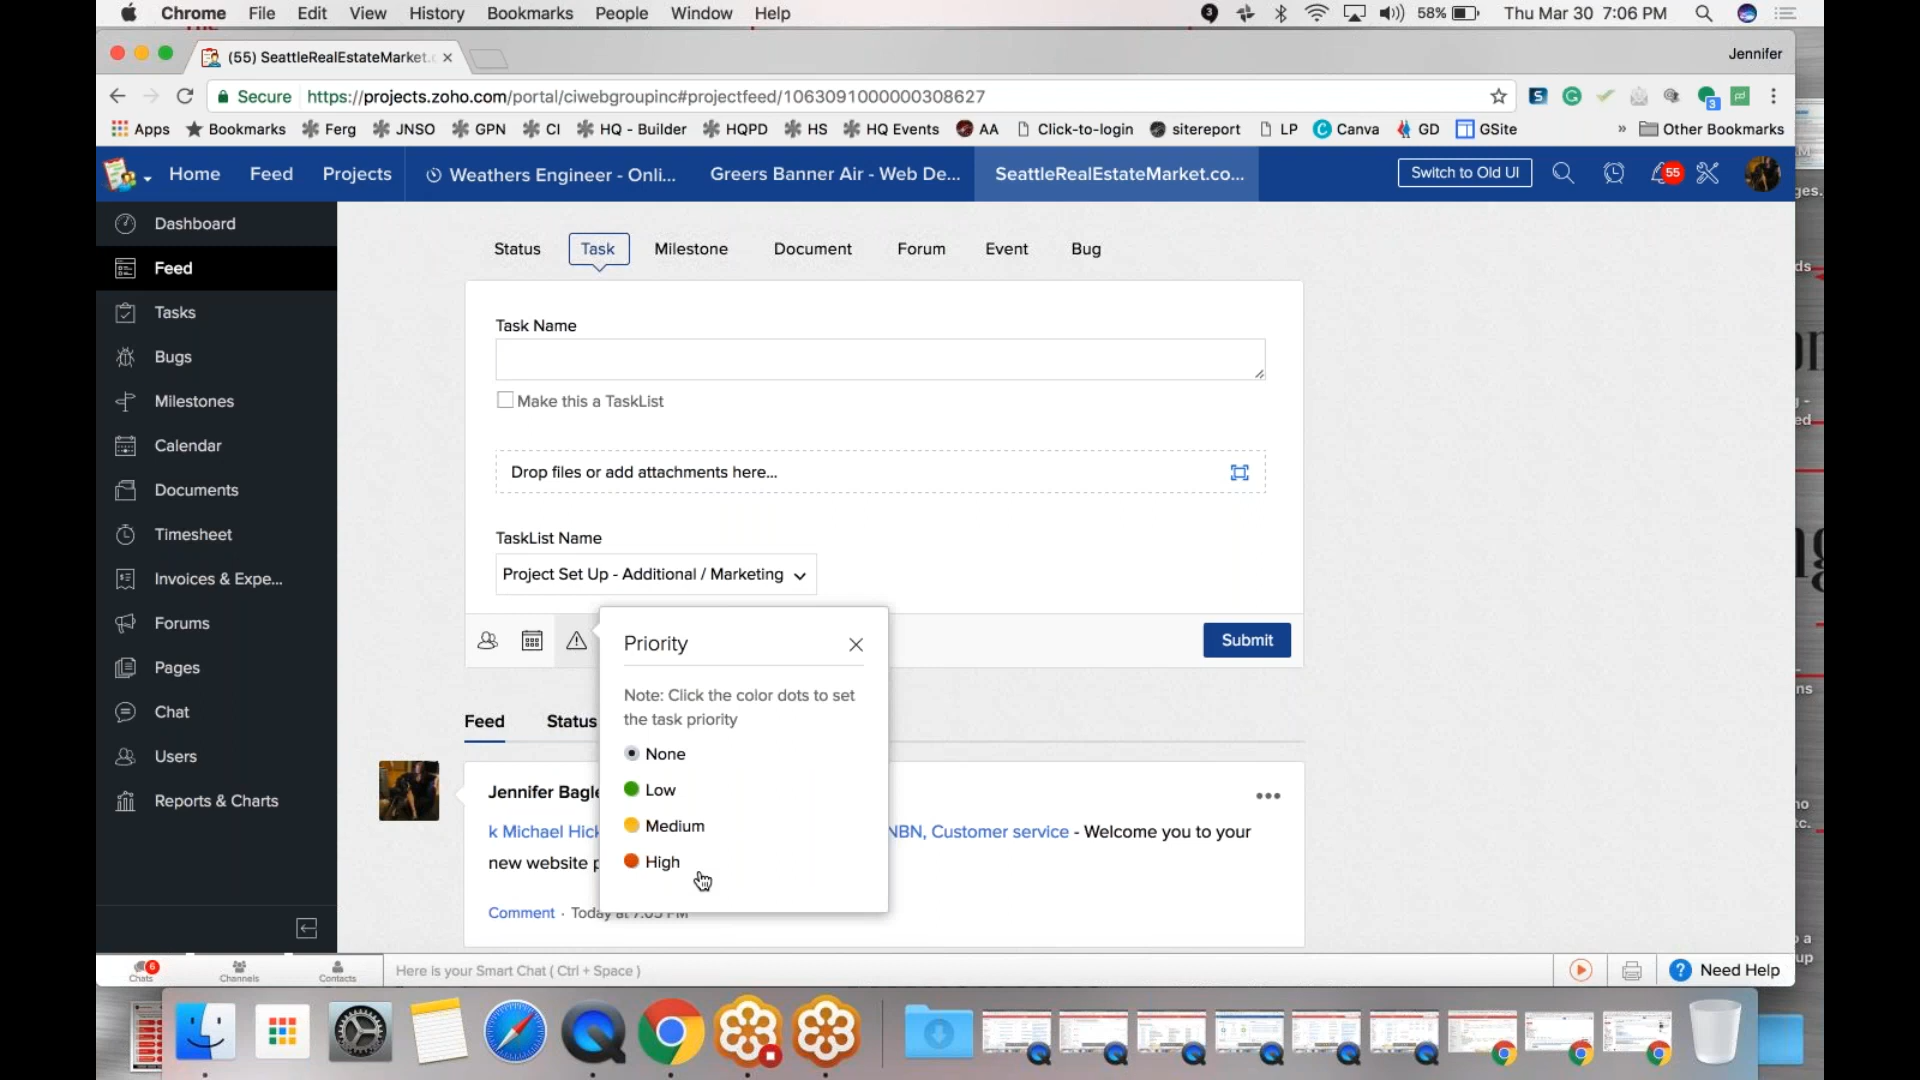 Chrome File Edit View History Bookmarks People Window Help
3 58% Thu Mar 30 7:06 PM
(55) SeattleRealEstateMarket.c
Jennifer
Secure https://projects.zoho.com/portal/ciwebgroupinc#projectfeed/1063091000000308627
3
Apps Bookmarks Ferg JNSO GPN CI HQ - Builder HQPD HS HQ Events AA Click-to-login sitereport LP Canva GD GSite » Other Bookmarks
Home Feed Projects Weathers Engineer - Onli... Greers Banner Air - Web De... SeattleRealEstateMarket.co... Switch to Old UI 55
Dashboard
Feed
Tasks
Bugs
Milestones
Calendar
Documents
Timesheet
Invoices & Expe...
Forums
Pages
Chat
Users
Reports & Charts
Status Task Milestone Document Forum Event Bug
Task Name
Make this a TaskList
Drop files or add attachments here...
TaskList Name
Project Set Up - Additional / Marketing
Submit
Priority
Note: Click the color dots to set
the task priority
None
Low
Medium
High
Feed Status
Jennifer Bagle
k Michael Hick NBN, Customer service - Welcome you to your
new website p
Comment · Today at 7:05 PM
6
Chats Channels Contacts Here is your Smart Chat ( Ctrl + Space ) Need Help